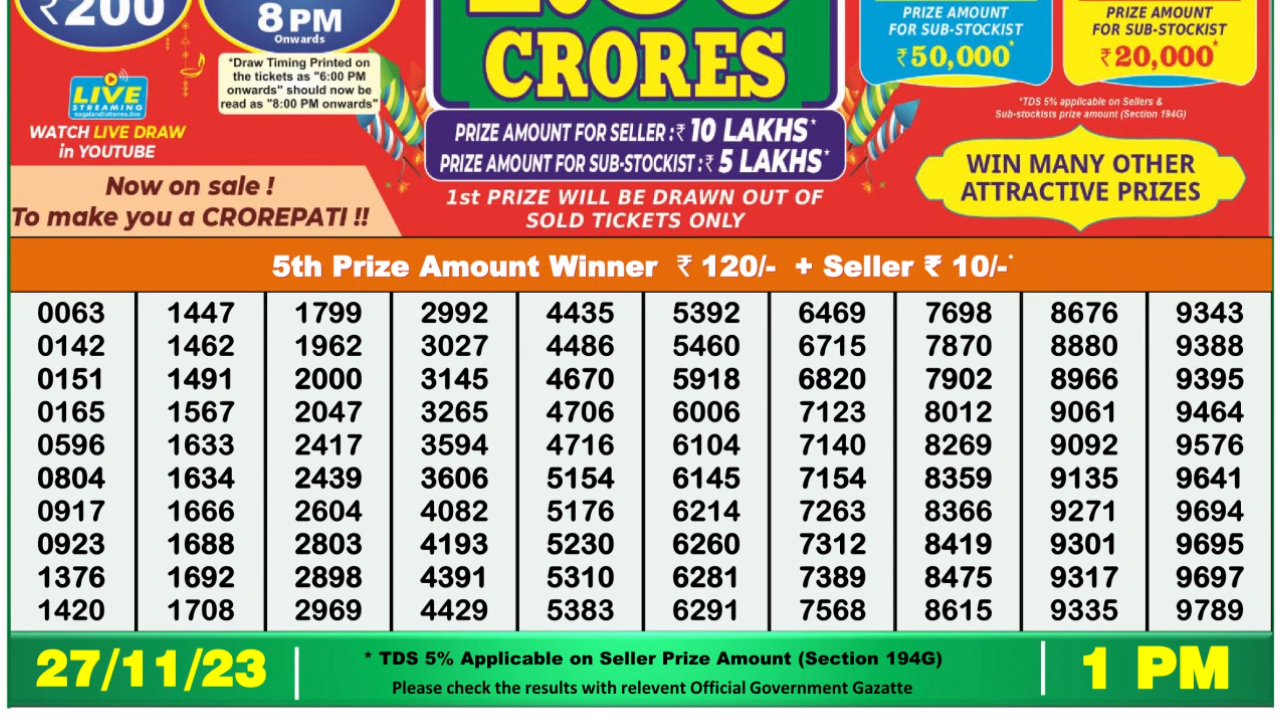 ₹200
8 PM
Onwards
*Draw Timing Printed on
the tickets as "6:00 PM
onwards" should now be
read as "8:00 PM onwards"
LIVE
STREAMING
nagalandlotteries.live
WATCH LIVE DRAW
in YOUTUBE
Now on sale !
To make you a CROREPATI !!
CRORES
PRIZE AMOUNT FOR SELLER :₹ 10 LAKHS*
PRIZE AMOUNT FOR SUB-STOCKIST :₹ 5 LAKHS*
1st PRIZE WILL BE DRAWN OUT OF
SOLD TICKETS ONLY
PRIZE AMOUNT
FOR SUB-STOCKIST
₹50,000*
PRIZE AMOUNT
FOR SUB-STOCKIST
₹20,000*
*TDS 5% applicable on Sellers &
Sub-stockists prize amount (Section 194G)
WIN MANY OTHER
ATTRACTIVE PRIZES
5th Prize Amount Winner ₹ 120/- + Seller ₹ 10/-*
0063 1447 1799 2992 4435 5392 6469 7698 8676 9343
0142 1462 1962 3027 4486 5460 6715 7870 8880 9388
0151 1491 2000 3145 4670 5918 6820 7902 8966 9395
0165 1567 2047 3265 4706 6006 7123 8012 9061 9464
0596 1633 2417 3594 4716 6104 7140 8269 9092 9576
0804 1634 2439 3606 5154 6145 7154 8359 9135 9641
0917 1666 2604 4082 5176 6214 7263 8366 9271 9694
0923 1688 2803 4193 5230 6260 7312 8419 9301 9695
1376 1692 2898 4391 5310 6281 7389 8475 9317 9697
1420 1708 2969 4429 5383 6291 7568 8615 9335 9789
27/11/23
* TDS 5% Applicable on Seller Prize Amount (Section 194G)
Please check the results with relevent Official Government Gazatte
1 PM